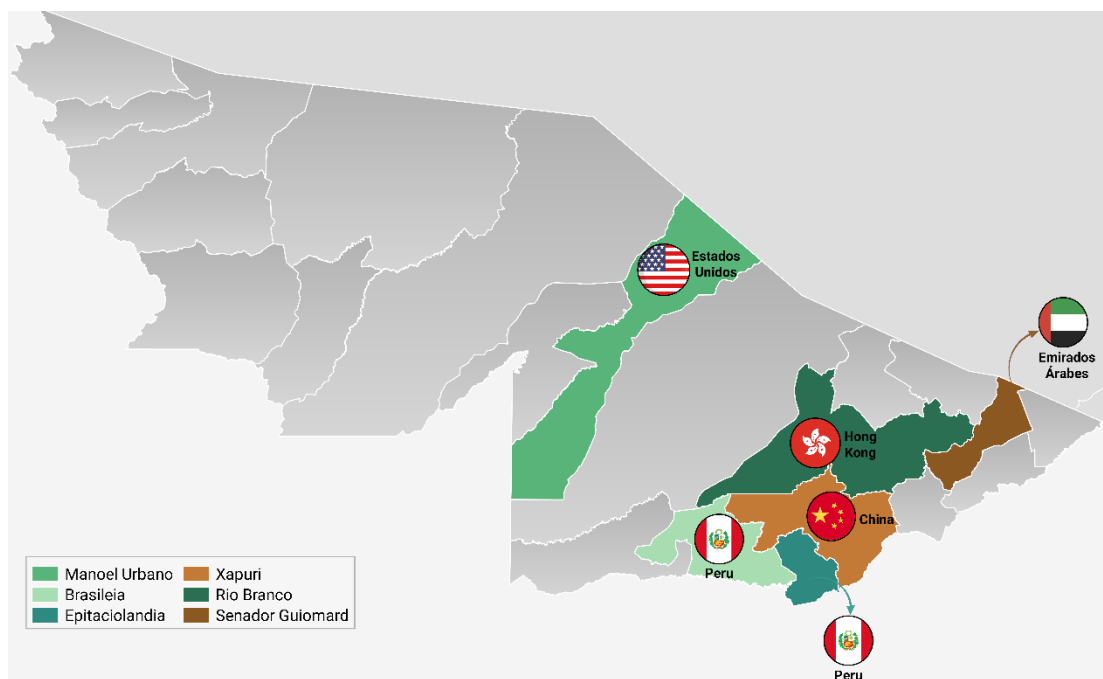 Estados
Unidos
Emirados
Árabes
Hong
Kong
China
Peru
Peru
Manoel Urbano
Brasileia
Epitaciolandia
Xapuri
Rio Branco
Senador Guiomard